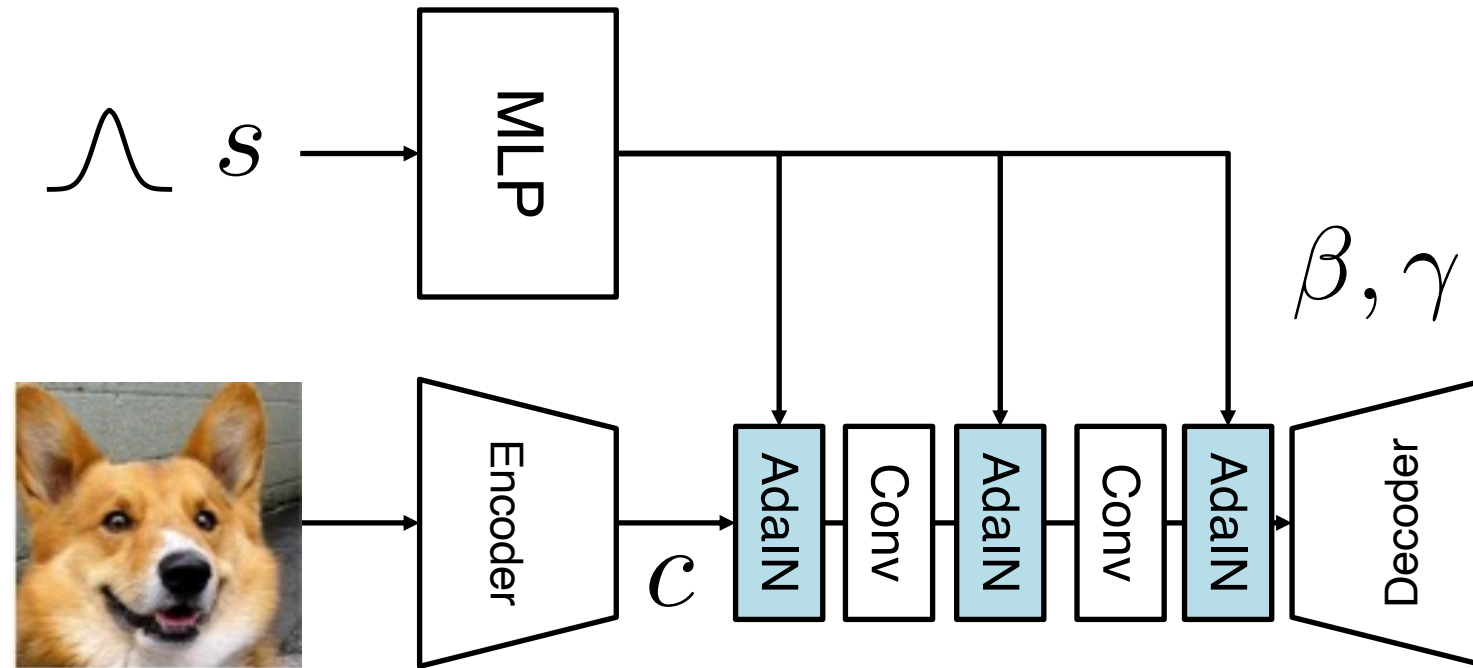 s
MLP
β, γ
Encoder
c
AdaIN
Conv
AdaIN
Conv
AdaIN
Decoder